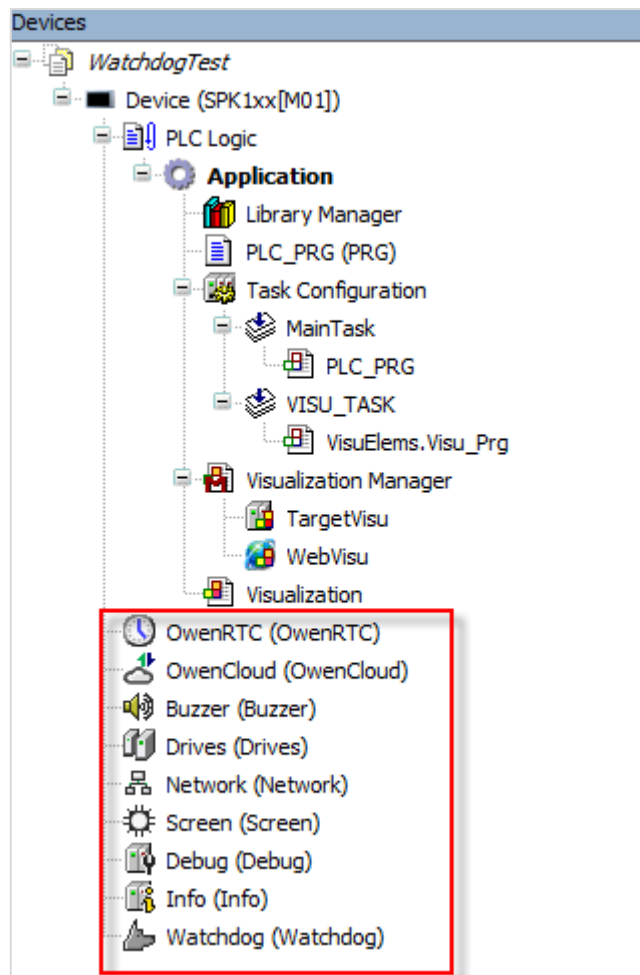 Devices
WatchdogTest
Device (SPK1xx[M01])
PLC Logic
Application
Library Manager
PLC_PRG (PRG)
Task Configuration
MainTask
PLC_PRG
VISU_TASK
VisuElems.Visu_Prg
Visualization Manager
TargetVisu
WebVisu
Visualization
OwenRTC (OwenRTC)
OwenCloud (OwenCloud)
Buzzer (Buzzer)
Drives (Drives)
Network (Network)
Screen (Screen)
Debug (Debug)
Info (Info)
Watchdog (Watchdog)